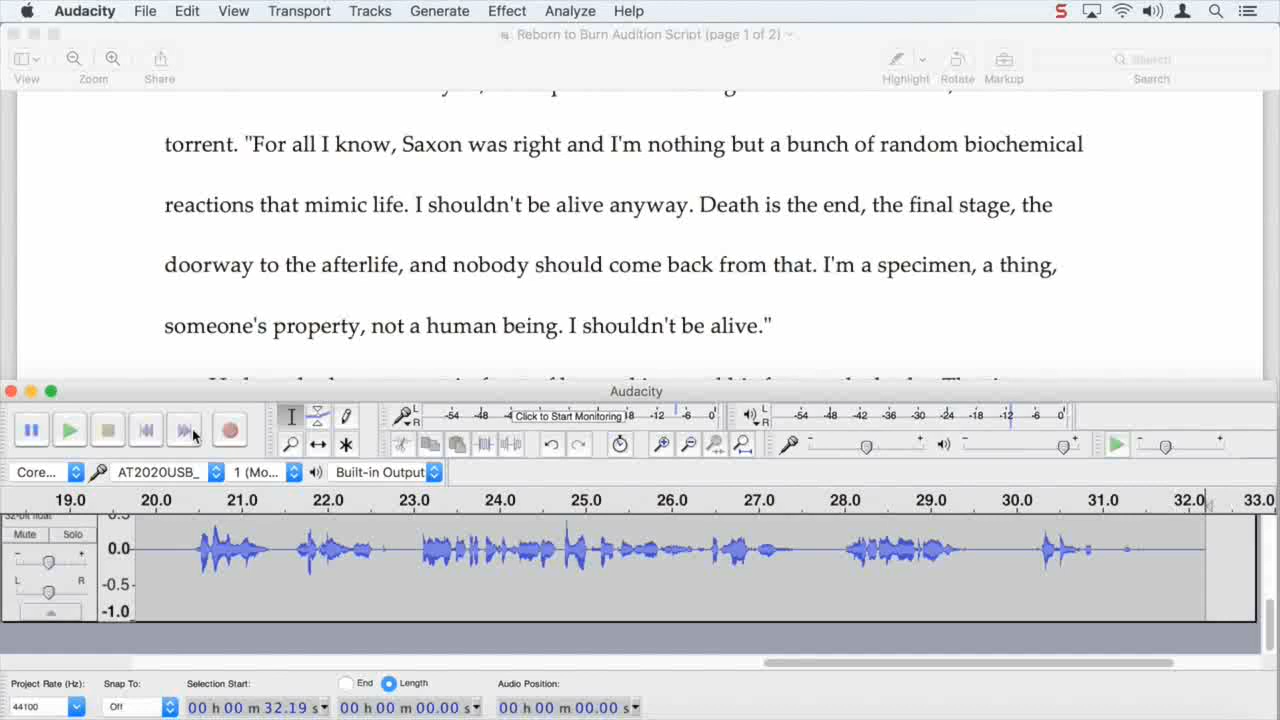 Audacity File Edit View Transport Tracks Generate Effect Analyze Help
Reborn to Burn Audition Script (page 1 of 2)
View Zoom Share Highlight Rotate Markup Search
Search
torrent. "For all I know, Saxon was right and I'm nothing but a bunch of random biochemical
reactions that mimic life. I shouldn't be alive anyway. Death is the end, the final stage, the
doorway to the afterlife, and nobody should come back from that. I'm a specimen, a thing,
someone's property, not a human being. I shouldn't be alive."
Audacity
L R -54 -48 Click to Start Monitoring 18 -12 -6 0 L R -54 -48 -42 -36 -30 -24 -18 -12 -6 0
- + - + - +
Core... AT2020USB_ 1 (Mo... Built-in Output
19.0 20.0 21.0 22.0 23.0 24.0 25.0 26.0 27.0 28.0 29.0 30.0 31.0 32.0 33.0
32-bit float
Mute Solo
- +
L R
0.5
0.0
-0.5
-1.0
Project Rate (Hz): Snap To: Selection Start: End Length Audio Position:
44100 Off 00 h 00 m 32.19 s 00 h 00 m 00.00 s 00 h 00 m 00.00 s